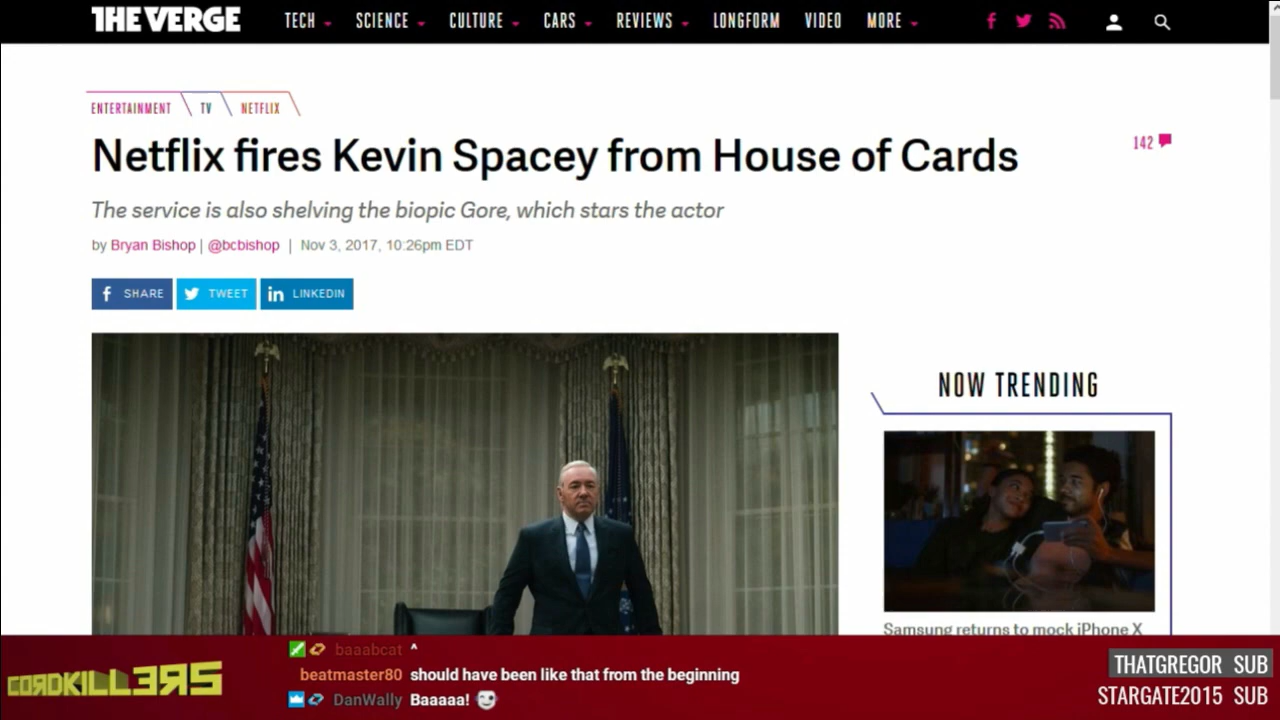 THE VERGE
TECH SCIENCE CULTURE CARS REVIEWS LONGFORM VIDEO MORE
ENTERTAINMENT TV NETFLIX
Netflix fires Kevin Spacey from House of Cards
142
The service is also shelving the biopic Gore, which stars the actor
by Bryan Bishop | @bcbishop | Nov 3, 2017, 10:26pm EDT
SHARE TWEET LINKEDIN
NOW TRENDING
Samsung returns to mock iPhone X
CORDKILLERS
baaabcat ^
beatmaster80 should have been like that from the beginning
DanWally Baaaaa!
THATGREGOR SUB
STARGATE2015 SUB